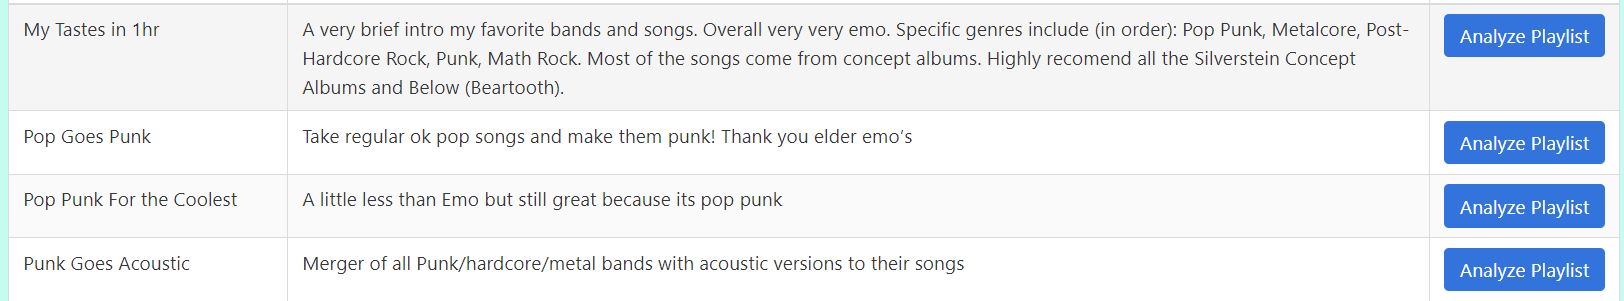 My Tastes in 1hr
A very brief intro my favorite bands and songs. Overall very very emo. Specific genres include (in order): Pop Punk, Metalcore, Post-
Hardcore Rock, Punk, Math Rock. Most of the songs come from concept albums. Highly recomend all the Silverstein Concept
Albums and Below (Beartooth).
Analyze Playlist
Pop Goes Punk
Take regular ok pop songs and make them punk! Thank you elder emo's
Analyze Playlist
Pop Punk For the Coolest
A little less than Emo but still great because its pop punk
Analyze Playlist
Punk Goes Acoustic
Merger of all Punk/hardcore/metal bands with acoustic versions to their songs
Analyze Playlist